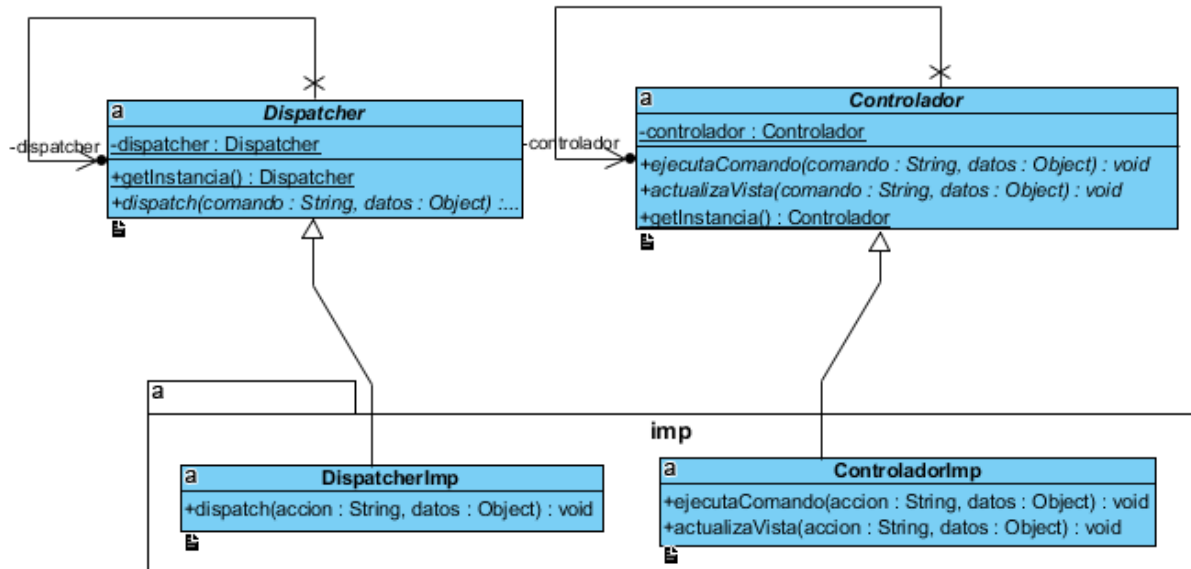 a
Dispatcher
-dispatcher : Dispatcher
+getInstancia() : Dispatcher
+dispatch(comando : String, datos : Object) :...
-dispatcher
a
Controlador
-controlador : Controlador
+ejecutaComando(comando : String, datos : Object) : void
+actualizaVista(comando : String, datos : Object) : void
+getInstancia() : Controlador
-controlador
a
imp
a
DispatcherImp
+dispatch(accion : String, datos : Object) : void
a
ControladorImp
+ejecutaComando(accion : String, datos : Object) : void
+actualizaVista(accion : String, datos : Object) : void